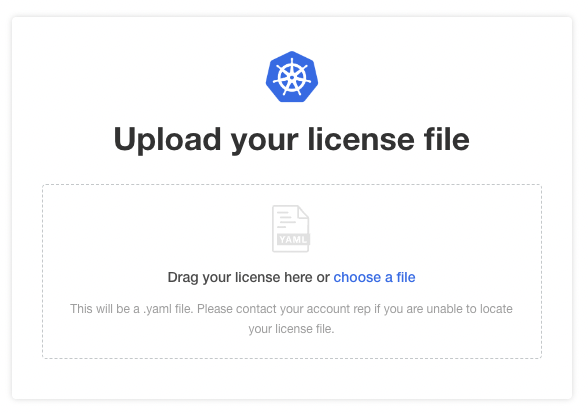 Upload your license file
YAML
Drag your license here or choose a file
This will be a .yaml file. Please contact your account rep if you are unable to locate
your license file.